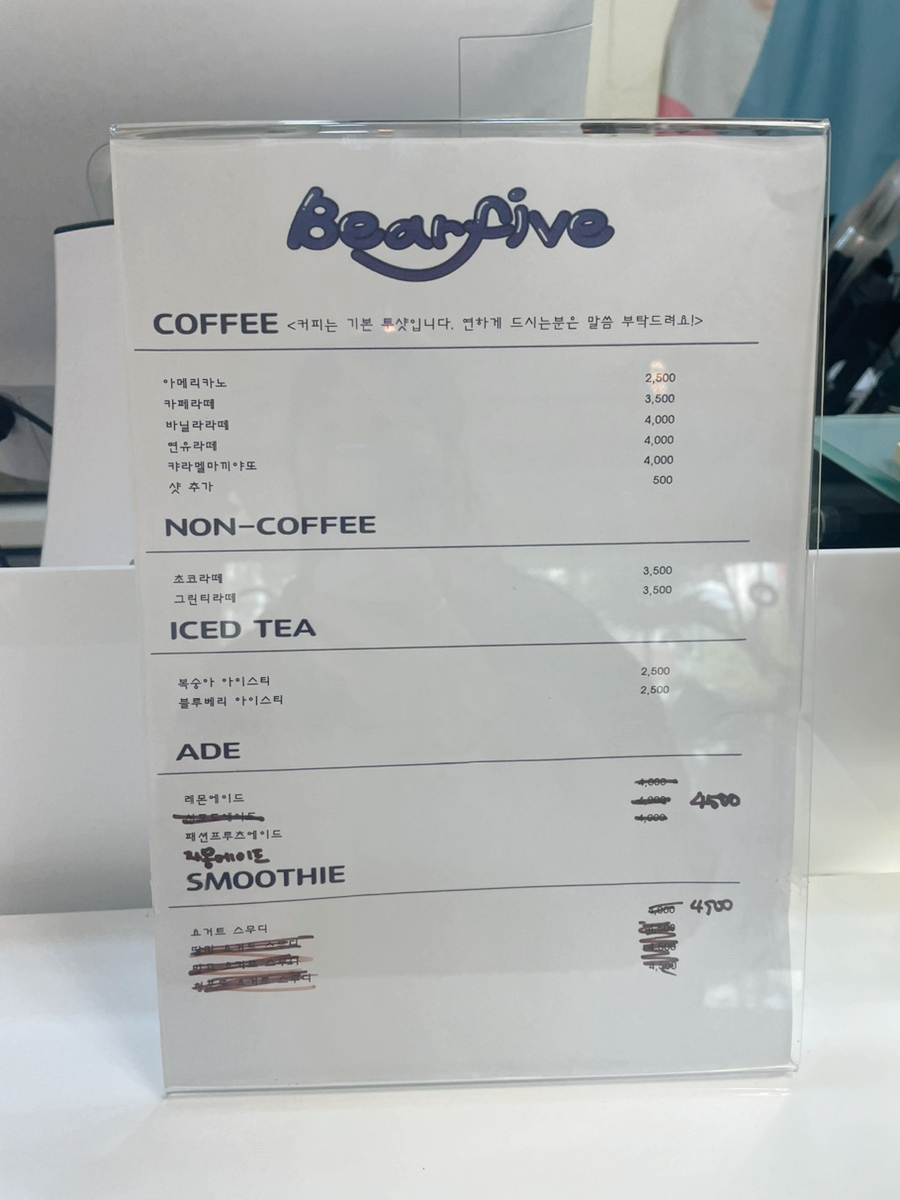 Bearfive
COFFEE <커피는 기본 투샷입니다. 연하게 드시는분은 말씀 부탁드려요!>
아메리카노 2,500
카페라떼 3,500
바닐라라떼 4,000
연유라떼 4,000
캬라멜마끼야또 4,000
샷 추가 500
NON-COFFEE
초코라떼 3,500
그린티라떼 3,500
ICED TEA
복숭아 아이스티 2,500
블루베리 아이스티 2,500
ADE
4,000
레몬에이드 4,000 4500
4,000
패션프루츠에이드
자몽에이드
SMOOTHIE
요거트 스무디 4500